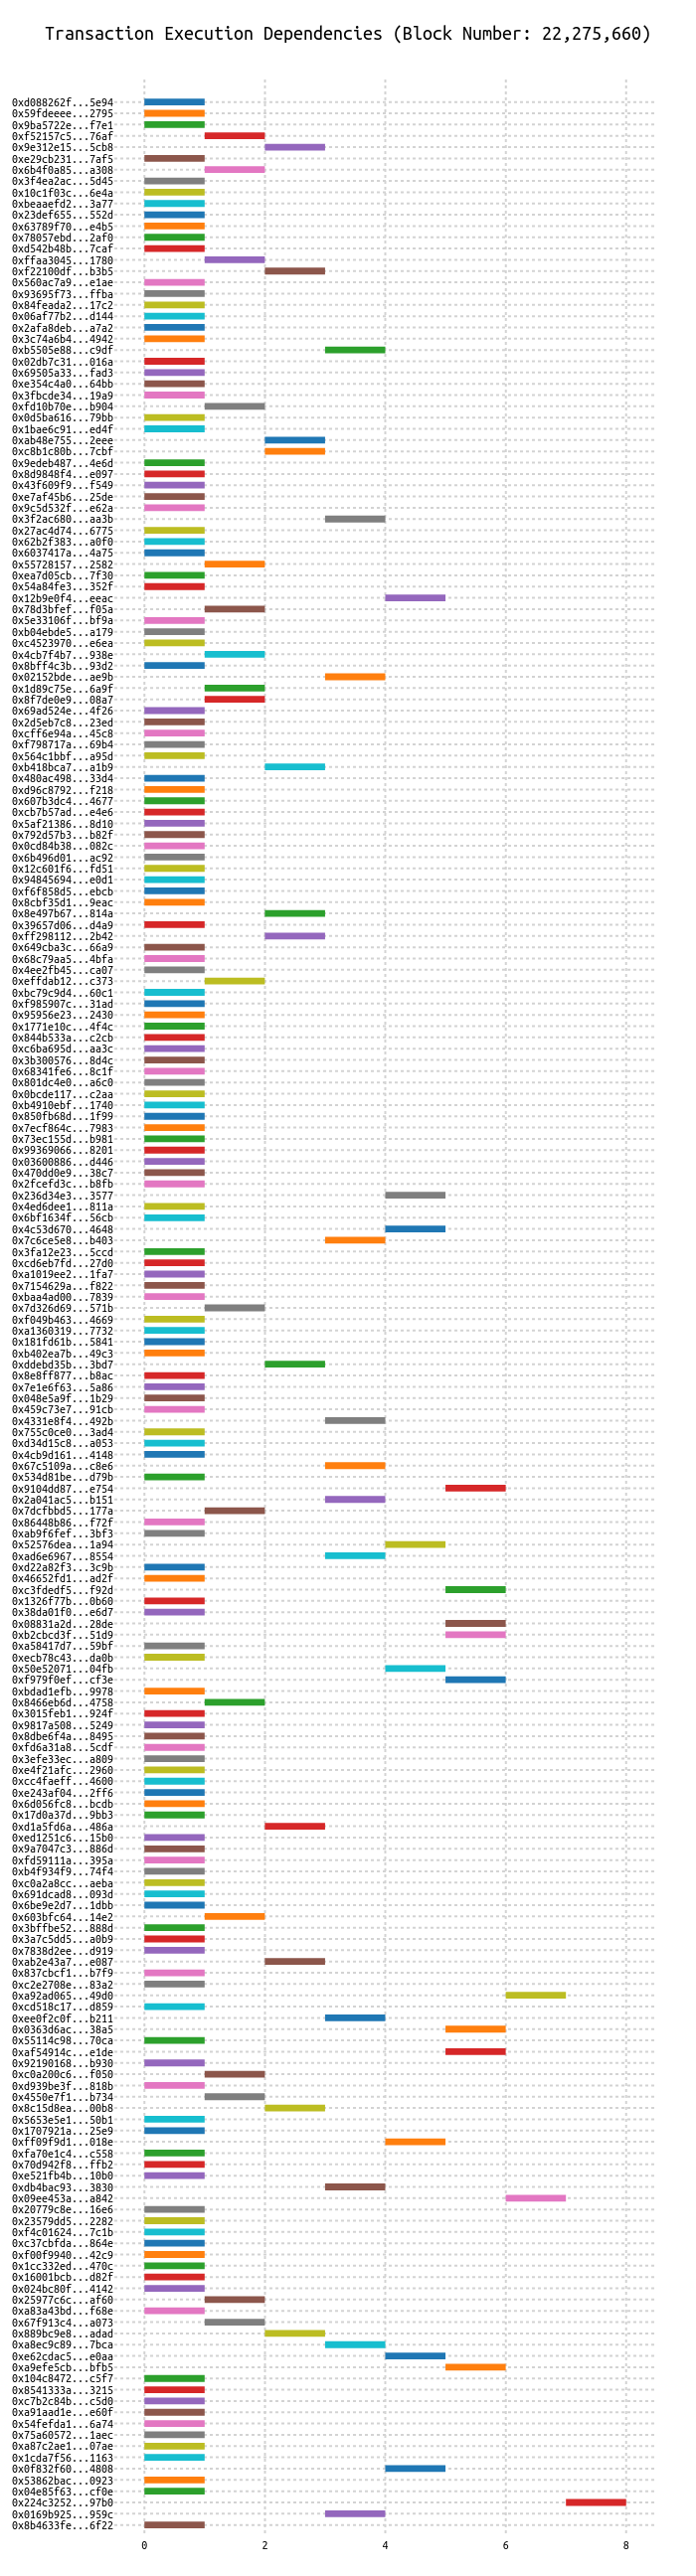 Transaction Execution Dependencies (Block Number: 22,275,660)
0xd088262f...5e94
0x59fdeeee...2795
0x9ba5722e...f7e1
0xf52157c5...76af
0x9e312e15...5cb8
0xe29cb231...7af5
0x6b4f0a85...a308
0x3f4ea2ac...5d45
0x10c1f03c...6e4a
0xbeaaefd2...3a77
0x23def655...552d
0x63789f70...e4b5
0x78057ebd...2af0
0xd542b48b...7caf
0xffaa3045...1780
0xf22100df...b3b5
0x560ac7a9...e1ae
0x93695f73...ffba
0x84feada2...17c2
0x06af77b2...d144
0x2afa8deb...a7a2
0x3c74a6b4...4942
0xb5505e88...c9df
0x02db7c31...016a
0x69505a33...fad3
0xe354c4a0...64bb
0x3fbcde34...19a9
0xfd10b70e...b904
0x0d5ba616...79bb
0x1bae6c91...ed4f
0xab48e755...2eee
0xc8b1c80b...7cbf
0x9edeb487...4e6d
0x8d9848f4...e097
0x43f609f9...f549
0xe7af45b6...25de
0x9c5d532f...e62a
0x3f2ac680...aa3b
0x27ac4d74...6775
0x62b2f383...a0f0
0x6037417a...4a75
0x55728157...2582
0xea7d05cb...7f30
0x54a84fe3...352f
0x12b9e0f4...eeac
0x78d3bfef...f05a
0x5e33106f...bf9a
0xb04ebde5...a179
0xc4523970...e6ea
0x4cb7f4b7...938e
0x8bff4c3b...93d2
0x02152bde...ae9b
0x1d89c75e...6a9f
0x8f7de0e9...08a7
0x69ad524e...4f26
0x2d5eb7c8...23ed
0xcff6e94a...45c8
0xf798717a...69b4
0x564c1bbf...a95d
0xb418bca7...a1b9
0x480ac498...33d4
0xd96c8792...f218
0x607b3dc4...4677
0xcb7b57ad...e4e6
0x5af21386...8d10
0x792d57b3...b82f
0x0cd84b38...082c
0x6b496d01...ac92
0x12c601f6...fd51
0x94845694...e0d1
0xf6f858d5...ebcb
0x8cbf35d1...9eac
0x8e497b67...814a
0x39657d06...d4a9
0xff298112...2b42
0x649cba3c...66a9
0x68c79aa5...4bfa
0x4ee2fb45...ca07
0xeffdab12...c373
0xbc79c9d4...60c1
0xf985907c...31ad
0x95956e23...2430
0x1771e10c...4f4c
0x844b533a...c2cb
0xc6ba695d...aa3c
0x3b300576...8d4c
0x68341fe6...8c1f
0x801dc4e0...a6c0
0x0bcde117...c2aa
0xb4910ebf...1740
0x850fb68d...1f99
0x7ecf864c...7983
0x73ec155d...b981
0x99369066...8201
0x03600886...d446
0x470dd0e9...38c7
0x2fcefd3c...b8fb
0x236d34e3...3577
0x4ed6dee1...811a
0x6bf1634f...56cb
0x4c53d670...4648
0x7c6ce5e8...b403
0x3fa12e23...5ccd
0xcd6eb7fd...27d0
0xa1019ee2...1fa7
0x7154629a...f822
0xbaa4ad00...7839
0x7d326d69...571b
0xf049b463...4669
0xa1360319...7732
0x181fd61b...5841
0xb402ea7b...49c3
0xddebd35b...3bd7
0x8e8ff877...b8ac
0x7e1e6f63...5a86
0x048e5a9f...1b29
0x459c73e7...91cb
0x4331e8f4...492b
0x755c0ce0...3ad4
0xd34d15c8...a053
0x4cb9d161...4148
0x67c5109a...c8e6
0x534d81be...d79b
0x9104dd87...e754
0x2a041ac5...b151
0x7dcfbbd5...177a
0x86448b86...f72f
0xab9f6fef...3bf3
0x52576dea...1a94
0xad6e6967...8554
0xd22a82f3...3c9b
0x46652fd1...ad2f
0xc3fdedf5...f92d
0x1326f77b...0b60
0x38da01f0...e6d7
0x08831a2d...28de
0xb2cbcd3f...51d9
0xa58417d7...59bf
0xecb78c43...da0b
0x50e52071...04fb
0xf979f0ef...cf3e
0xbdad1efb...9978
0x8466eb6d...4758
0x3015feb1...924f
0x9817a508...5249
0x8dbe6f4a...8495
0xfd6a31a8...5cdf
0x3efe33ec...a809
0xe4f21afc...2960
0xcc4faeff...4600
0xe243af04...2ff6
0x6d056fc8...bcdb
0x17d0a37d...9bb3
0xd1a5fd6a...486a
0xed1251c6...15b0
0x9a7047c3...886d
0xfd59111a...395a
0xb4f934f9...74f4
0xc0a2a8cc...aeba
0x691dcad8...093d
0x6be9e2d7...1dbb
0x603bfc64...14e2
0x3bffbe52...888d
0x3a7c5dd5...a0b9
0x7838d2ee...d919
0xab2e43a7...e087
0x837cbcf1...b7f9
0xc2e2708e...83a2
0xa92ad065...49d0
0xcd518c17...d859
0xee0f2c0f...b211
0x0363d6ac...38a5
0x55114c98...70ca
0xaf54914c...e1de
0x92190168...b930
0xc0a200c6...f050
0xd939be3f...818b
0x4550e7f1...b734
0x8c15d8ea...00b8
0x5653e5e1...50b1
0x1707921a...25e9
0xff09f9d1...018e
0xfa70e1c4...c558
0x70d942f8...ffb2
0xe521fb4b...10b0
0xdb4bac93...3830
0x09ee453a...a842
0x20779c8e...16e6
0x23579dd5...2282
0xf4c01624...7c1b
0xc37cbfda...864e
0xf00f9940...42c9
0x1cc332ed...470c
0x16001bcb...d82f
0x024bc80f...4142
0x25977c6c...af60
0xa83a43bd...f68e
0x67f913c4...a073
0x889bc9e8...adad
0xa8ec9c89...7bca
0xe62cdac5...e0aa
0xa9efe5cb...bfb5
0x104c8472...c5f7
0x8541333a...3215
0xc7b2c84b...c5d0
0xa91aad1e...e60f
0x54fefda1...6a74
0x75a60572...1aec
0xa87c2ae1...07ae
0x1cda7f56...1163
0x0f832f60...4808
0x53862bac...0923
0x04e85f63...cf0e
0x224c3252...97b0
0x0169b925...959c
0x8b4633fe...6f22
0 2 4 6 8